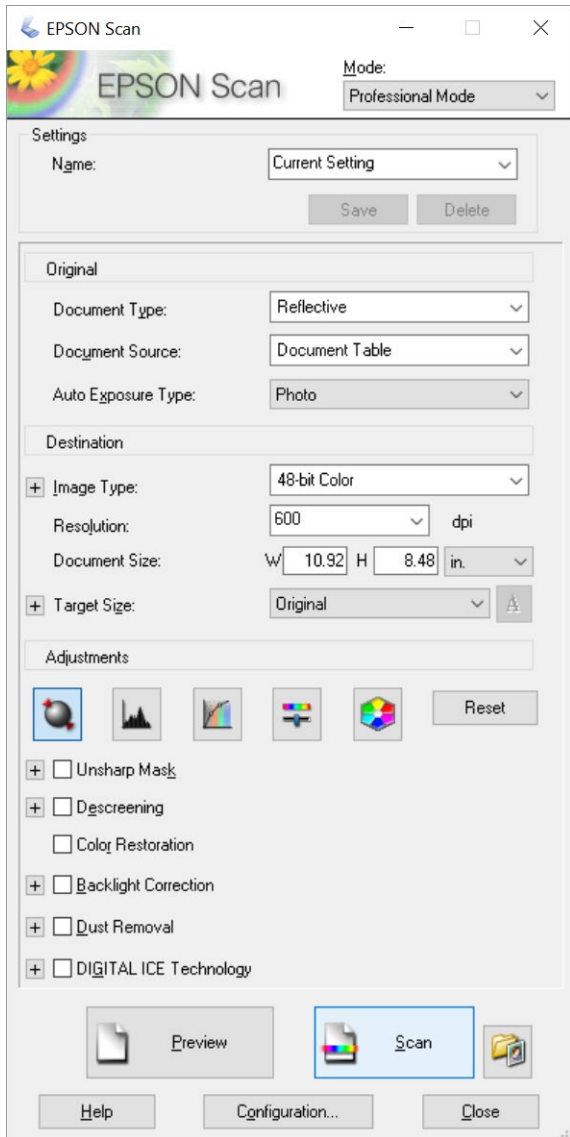 EPSON Scan
EPSON Scan
Mode:
Professional Mode
Settings
Name:
Current Setting
Save
Delete
Original
Document Type:
Reflective
Document Source:
Document Table
Auto Exposure Type:
Photo
Destination
+ Image Type:
48-bit Color
Resolution:
600
dpi
Document Size:
W 10.92 H 8.48 in.
+ Target Size:
Original
A
Adjustments
Reset
+ Unsharp Mask
+ Descreening
Color Restoration
+ Backlight Correction
+ Dust Removal
+ DIGITAL ICE Technology
Preview
Scan
Help
Configuration...
Close